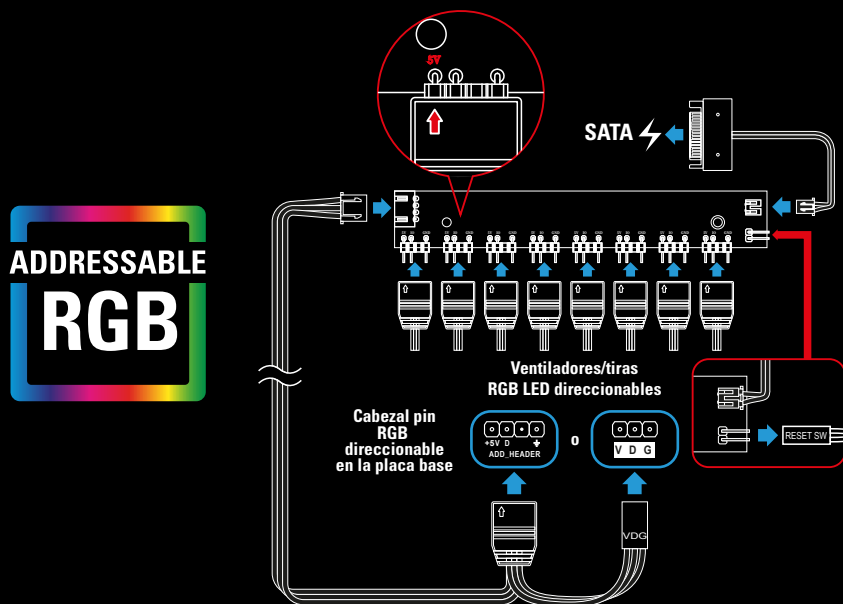 5V
SATA
ADDRESSABLE
RGB
Ventiladores/tiras
RGB LED direccionables
Cabezal pin
RGB
direccionable
en la placa base
+5V D
ADD_HEADER
o
V D G
RESET SW
VDG